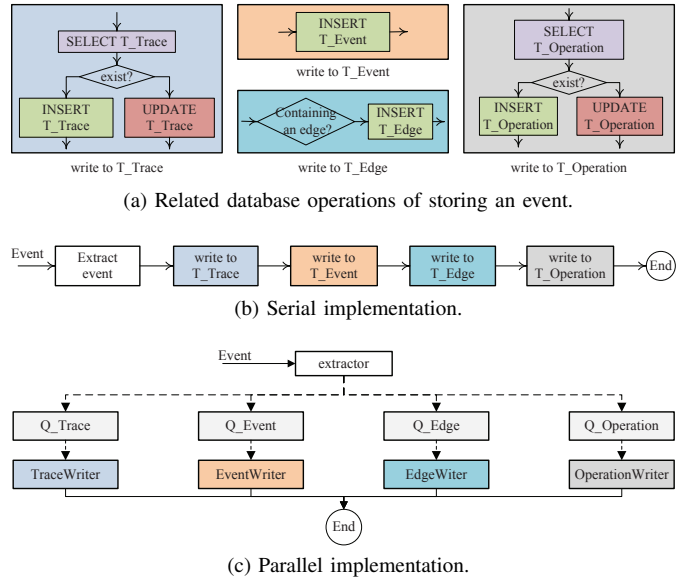 SELECT T_Trace
exist?
INSERT
T_Trace
UPDATE
T_Trace
write to T_Trace
INSERT
T_Event
write to T_Event
Containing
an edge?
INSERT
T_Edge
write to T_Edge
SELECT
T_Operation
exist?
INSERT
T_Operation
UPDATE
T_Operation
write to T_Operation
(a) Related database operations of storing an event.
Event
Extract
event
write to
T_Trace
write to
T_Event
write to
T_Edge
write to
T_Operation
End
(b) Serial implementation.
Event
extractor
Q_Trace
Q_Event
Q_Edge
Q_Operation
TraceWriter
EventWriter
EdgeWiter
OperationWriter
End
(c) Parallel implementation.